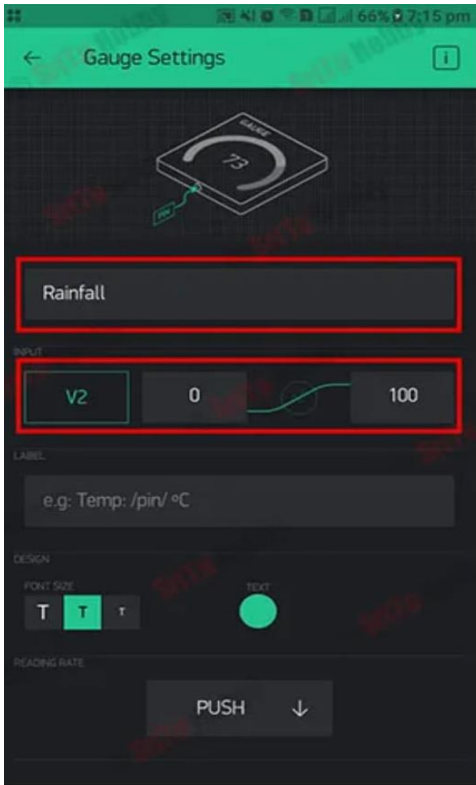 66% 7:15 pm
Gauge Settings
i
GAUGE
73
PIN
Rainfall
INPUT
V2 0 100
LABEL
e.g: Temp: /pin/ ºC
DESIGN
FONT SIZE TEXT
T T T
READING RATE
PUSH